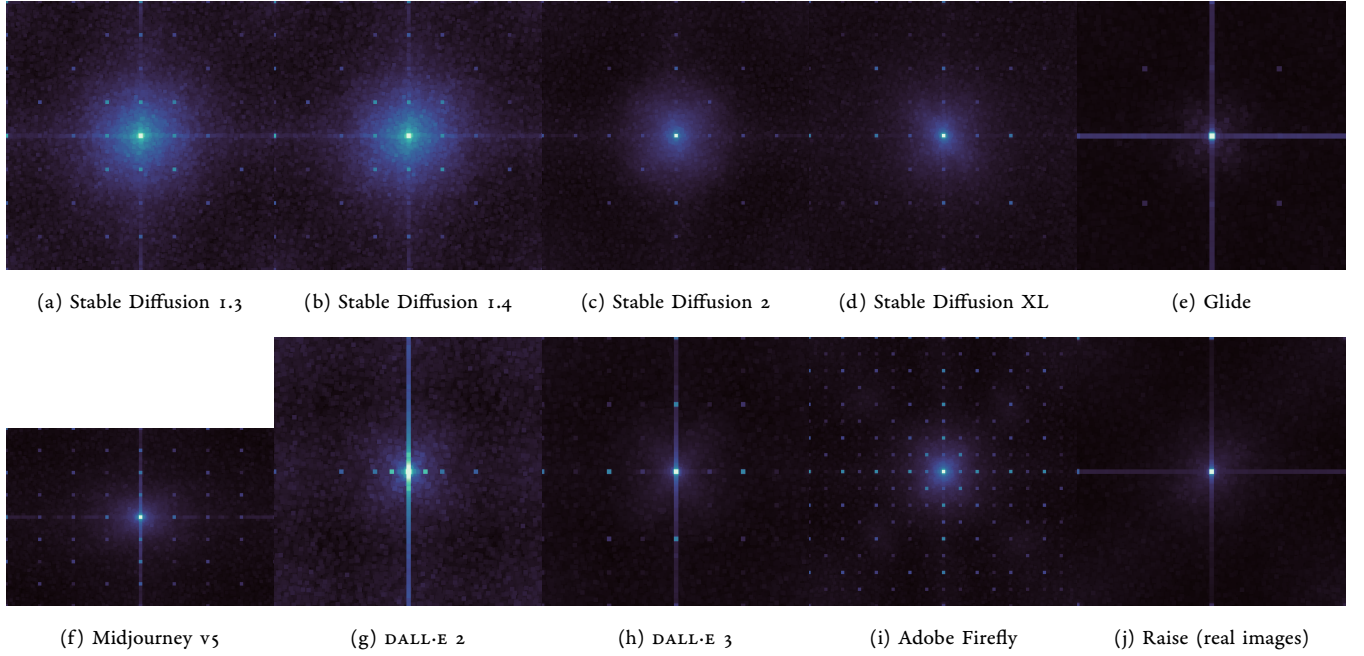 (a) Stable Diffusion 1.3
(b) Stable Diffusion 1.4
(c) Stable Diffusion 2
(d) Stable Diffusion XL
(e) Glide
(f) Midjourney v5
(g) DALL·E 2
(h) DALL·E 3
(i) Adobe Firefly
(j) Raise (real images)